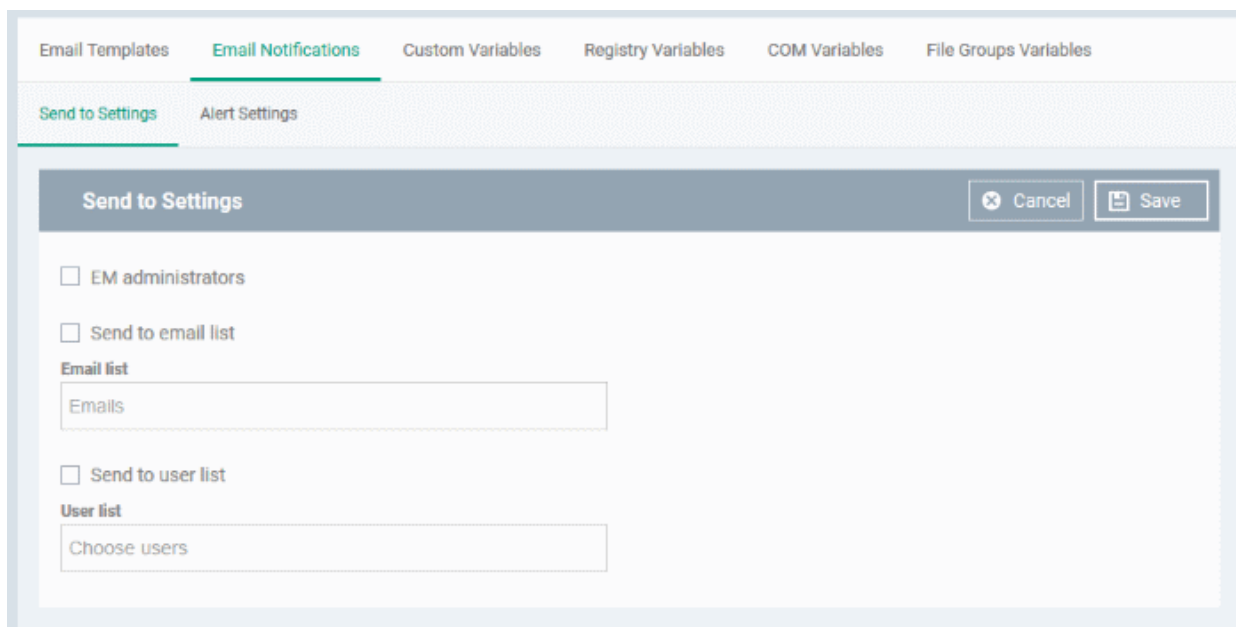 Email Templates Email Notifications Custom Variables Registry Variables COM Variables File Groups Variables
Send to Settings Alert Settings
Send to Settings Cancel Save
EM administrators
Send to email list
Email list
Emails
Send to user list
User list
Choose users